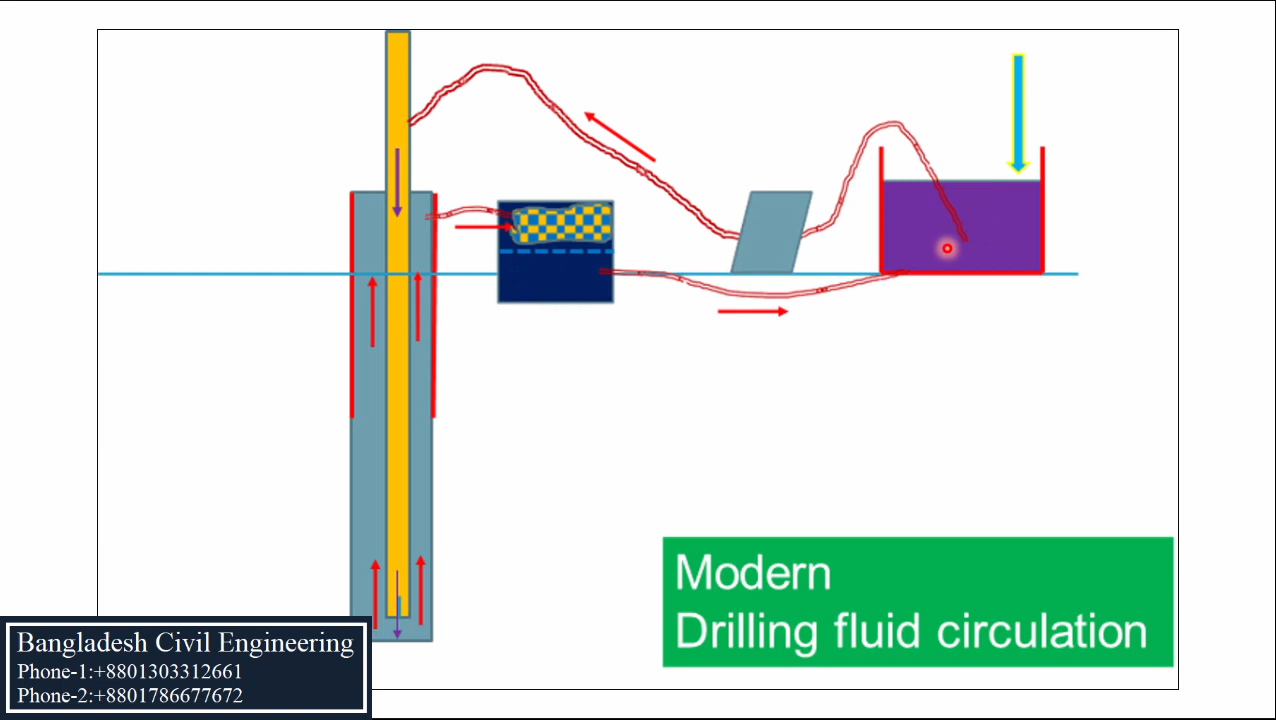 Modern
Drilling fluid circulation
Bangladesh Civil Engineering
Phone-1:+8801303312661
Phone-2:+8801786677672